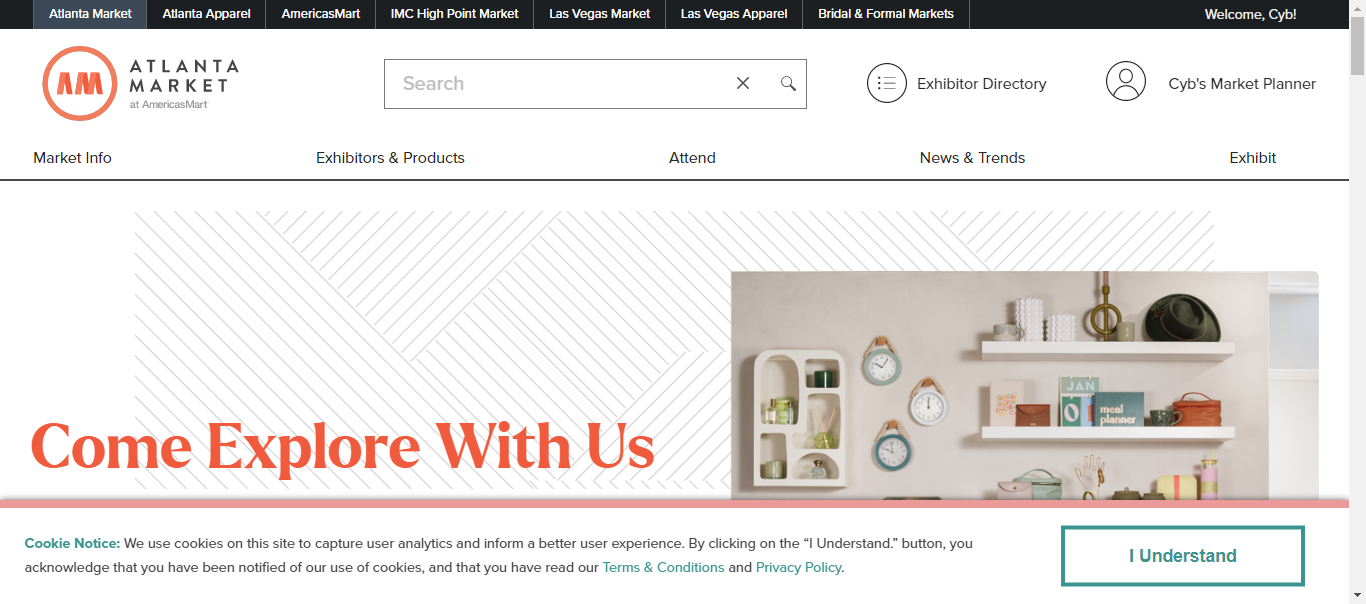 Atlanta Market Atlanta Apparel AmericasMart IMC High Point Market Las Vegas Market Las Vegas Apparel Bridal & Formal Markets Welcome, Cyb!
AM ATLANTA
MARKET
at AmericasMart
Search
Exhibitor Directory
Cyb's Market Planner
Market Info Exhibitors & Products Attend News & Trends Exhibit
JAN
meal
planner
Come Explore With Us
Cookie Notice: We use cookies on this site to capture user analytics and inform a better user experience. By clicking on the “I Understand.” button, you
acknowledge that you have been notified of our use of cookies, and that you have read our Terms & Conditions and Privacy Policy.
I Understand